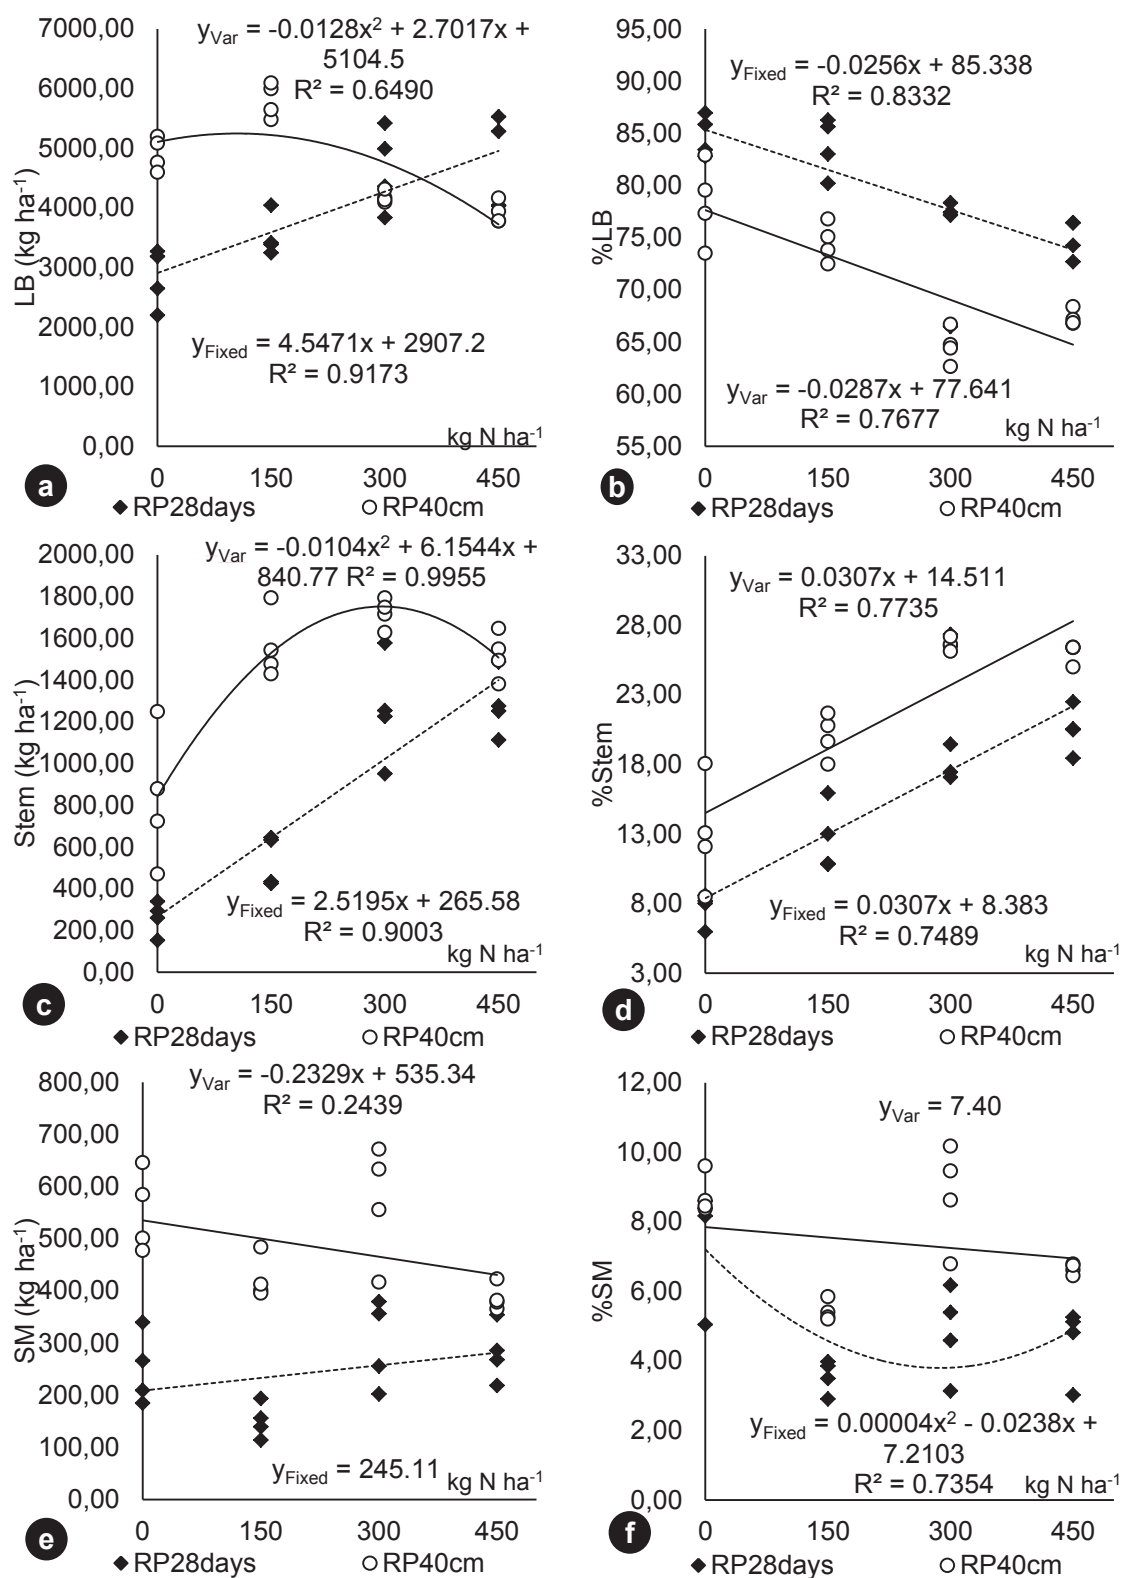 y_Var = -0.0128x² + 2.7017x +
5104.5
R² = 0.6490
7000,00
6000,00
5000,00
4000,00
3000,00
2000,00
1000,00
0,00
LB (kg ha⁻¹)
y_Fixed = 4.5471x + 2907.2
R² = 0.9173
kg N ha⁻¹
0 150 300 450
a
◆ RP28days ○ RP40cm
95,00
90,00
85,00
80,00
75,00
70,00
65,00
60,00
55,00
%LB
y_Fixed = -0.0256x + 85.338
R² = 0.8332
y_Var = -0.0287x + 77.641
R² = 0.7677
kg N ha⁻¹
0 150 300 450
b
◆ RP28days ○ RP40cm
y_Var = -0.0104x² + 6.1544x +
840.77 R² = 0.9955
2000,00
1800,00
1600,00
1400,00
1200,00
1000,00
800,00
600,00
400,00
200,00
0,00
Stem (kg ha⁻¹)
y_Fixed = 2.5195x + 265.58
R² = 0.9003
kg N ha⁻¹
0 150 300 450
c
◆ RP28days ○ RP40cm
33,00
28,00
23,00
18,00
13,00
8,00
3,00
%Stem
y_Var = 0.0307x + 14.511
R² = 0.7735
y_Fixed = 0.0307x + 8.383
R² = 0.7489
kg N ha⁻¹
0 150 300 450
d
◆ RP28days ○ RP40cm
y_Var = -0.2329x + 535.34
R² = 0.2439
800,00
700,00
600,00
500,00
400,00
300,00
200,00
100,00
0,00
SM (kg ha⁻¹)
y_Fixed = 245.11
kg N ha⁻¹
0 150 300 450
e
◆ RP28days ○ RP40cm
12,00
10,00
8,00
6,00
4,00
2,00
0,00
%SM
y_Var = 7.40
y_Fixed = 0.00004x² - 0.0238x +
7.2103
R² = 0.7354
kg N ha⁻¹
0 150 300 450
f
◆ RP28days ○ RP40cm